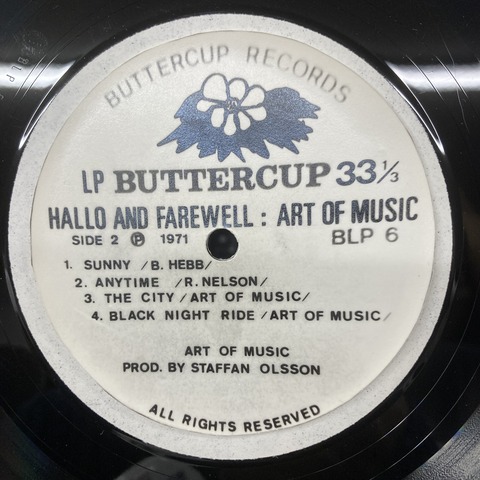 BUTTERCUP RECORDS
LP BUTTERCUP 33 1/3
HALLO AND FAREWELL : ART OF MUSIC
SIDE 2 Ⓟ 1971 BLP 6
1. SUNNY /B. HEBB/
2. ANYTIME /R. NELSON/
3. THE CITY /ART OF MUSIC/
4. BLACK NIGHT RIDE /ART OF MUSIC/
ART OF MUSIC
PROD. BY STAFFAN OLSSON
ALL RIGHTS RESERVED